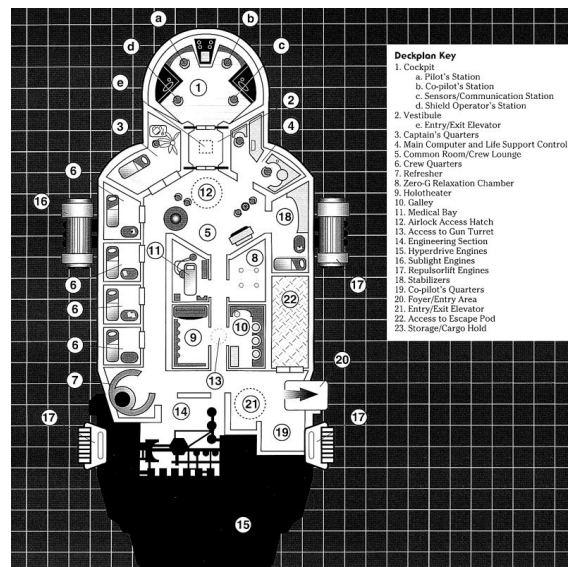 a
b
d
c
e
1
2
3
4
6
16
12
18
5
11
8
17
6
22
6
10
9
6
13
20
7
21
17
17
14
19
15
Deckplan Key
1. Cockpit
a. Pilot's Station
b. Co-pilot's Station
c. Sensors/Communication Station
d. Shield Operator's Station
2. Vestibule
e. Entry/Exit Elevator
3. Captain's Quarters
4. Main Computer and Life Support Control
5. Common Room/Crew Lounge
6. Crew Quarters
7. Refresher
8. Zero-G Relaxation Chamber
9. Holotheater
10. Galley
11. Medical Bay
12. Airlock Access Hatch
13. Access to Gun Turret
14. Engineering Section
15. Hyperdrive Engines
16. Sublight Engines
17. Repulsorlift Engines
18. Stabilizers
19. Co-pilot's Quarters
20. Foyer/Entry Area
21. Entry/Exit Elevator
22. Access to Escape Pod
23. Storage/Cargo Hold